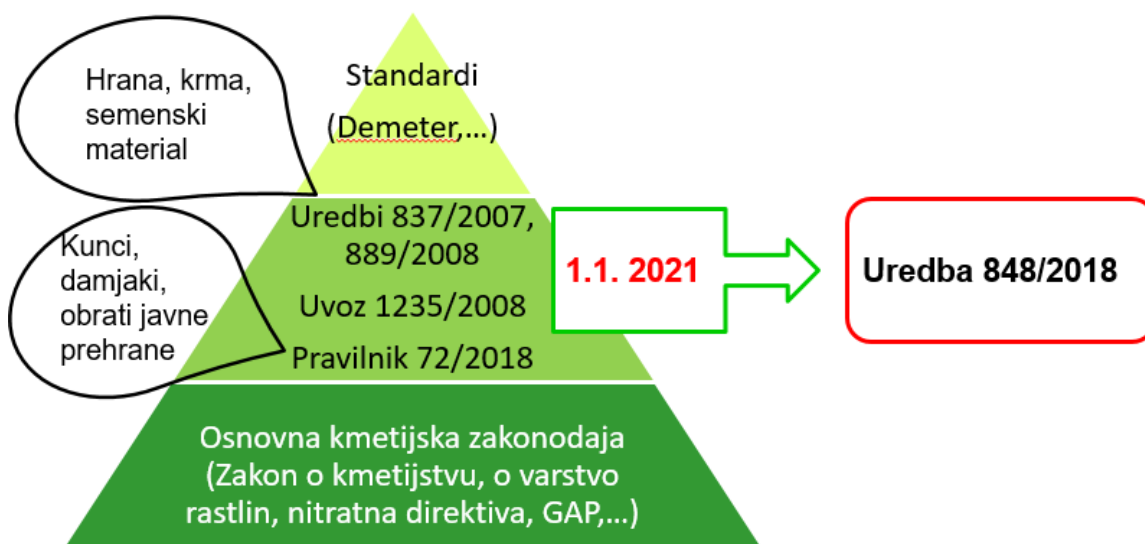 Hrana, krma,
semenski
material
Standardi
(Demeter,...)
Kunci,
damjaki,
obrati javne
prehrane
Uredbi 837/2007,
889/2008
Uvoz 1235/2008
Pravilnik 72/2018
1.1. 2021
Uredba 848/2018
Osnovna kmetijska zakonodaja
(Zakon o kmetijstvu, o varstvo
rastlin, nitratna direktiva, GAP,...)